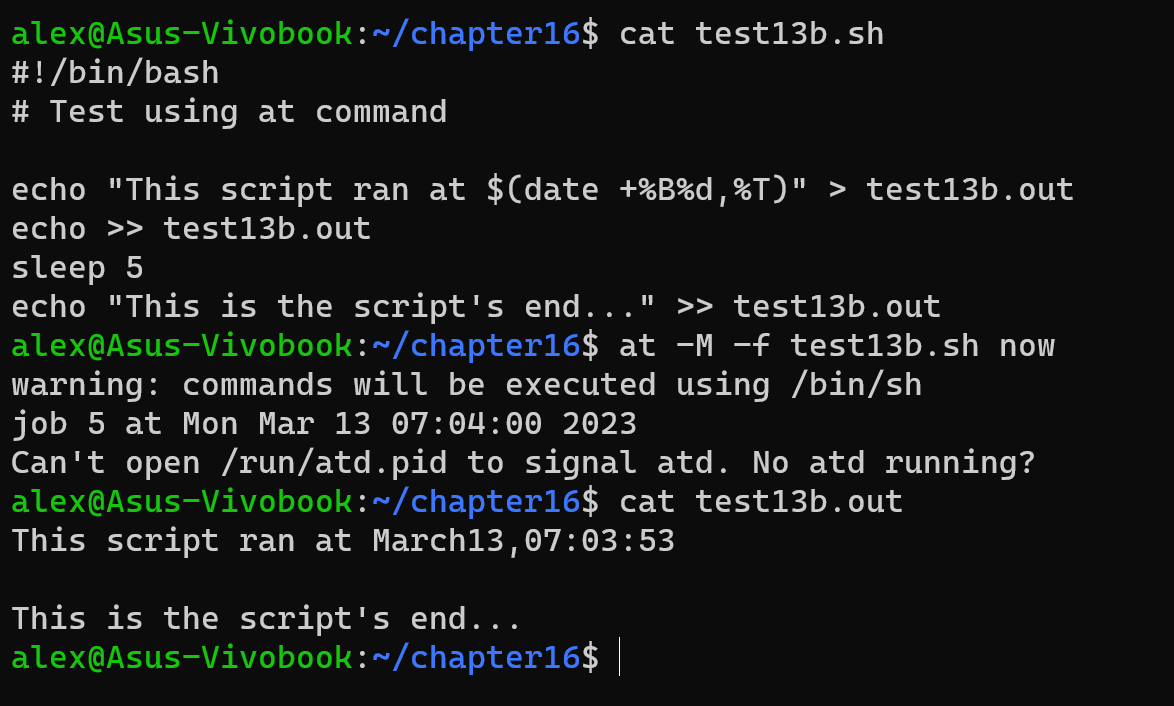 alex@Asus-Vivobook:~/chapter16$ cat test13b.sh
#!/bin/bash
# Test using at command

echo "This script ran at $(date +%B%d,%T)" > test13b.out
echo >> test13b.out
sleep 5
echo "This is the script's end..." >> test13b.out
alex@Asus-Vivobook:~/chapter16$ at -M -f test13b.sh now
warning: commands will be executed using /bin/sh
job 5 at Mon Mar 13 07:04:00 2023
Can't open /run/atd.pid to signal atd. No atd running?
alex@Asus-Vivobook:~/chapter16$ cat test13b.out
This script ran at March13,07:03:53

This is the script's end...
alex@Asus-Vivobook:~/chapter16$